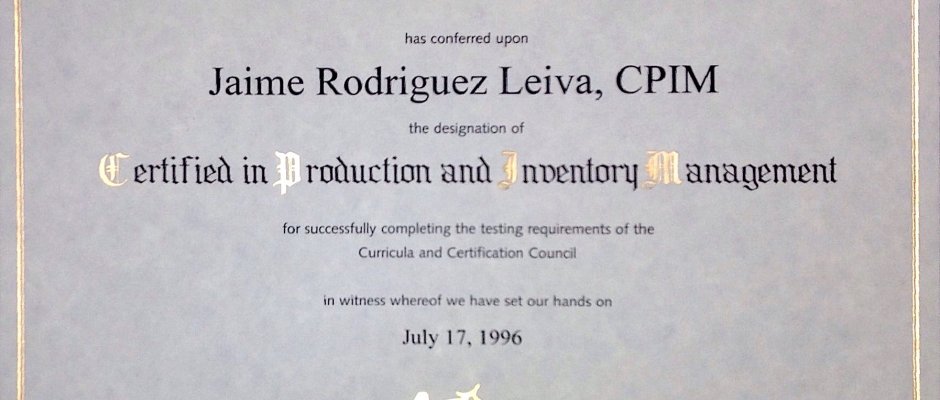 has conferred upon
Jaime Rodriguez Leiva, CPIM
the designation of
Certified in Production and Inventory Management
for successfully completing the testing requirements of the
Curricula and Certification Council
in witness whereof we have set our hands on
July 17, 1996